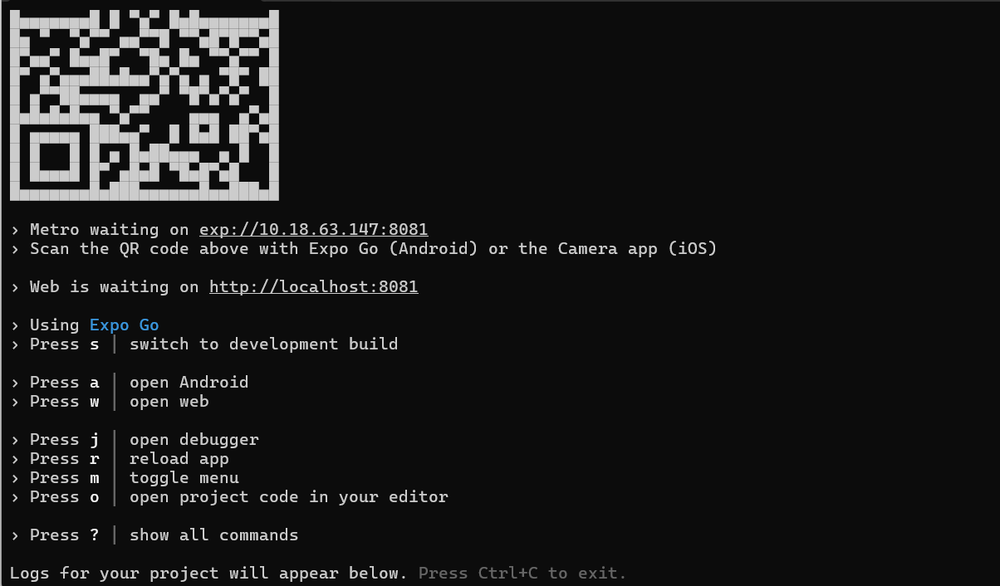 › Metro waiting on exp://10.18.63.147:8081
› Scan the QR code above with Expo Go (Android) or the Camera app (iOS)
› Web is waiting on http://localhost:8081
› Using Expo Go
› Press s │ switch to development build
› Press a │ open Android
› Press w │ open web
› Press j │ open debugger
› Press r │ reload app
› Press m │ toggle menu
› Press o │ open project code in your editor
› Press ? │ show all commands
Logs for your project will appear below. Press Ctrl+C to exit.